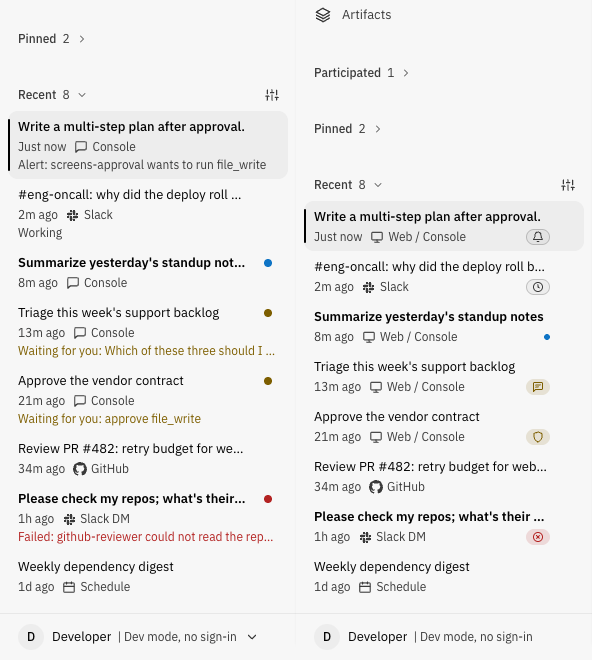 Pinned 2
Recent 8
Write a multi-step plan after approval.
Just now Console
Alert: screens-approval wants to run file_write
#eng-oncall: why did the deploy roll ...
2m ago Slack
Working
Summarize yesterday's standup not...
8m ago Console
Triage this week's support backlog
13m ago Console
Waiting for you: Which of these three should I ...
Approve the vendor contract
21m ago Console
Waiting for you: approve file_write
Review PR #482: retry budget for we...
34m ago GitHub
Please check my repos; what's their...
1h ago Slack DM
Failed: github-reviewer could not read the rep...
Weekly dependency digest
1d ago Schedule
D Developer | Dev mode, no sign-in
Artifacts
Participated 1
Pinned 2
Recent 8
Write a multi-step plan after approval.
Just now Web / Console
#eng-oncall: why did the deploy roll b...
2m ago Slack
Summarize yesterday's standup notes
8m ago Web / Console
Triage this week's support backlog
13m ago Web / Console
Approve the vendor contract
21m ago Web / Console
Review PR #482: retry budget for web...
34m ago GitHub
Please check my repos; what's their ...
1h ago Slack DM
Weekly dependency digest
1d ago Schedule
D Developer | Dev mode, no sign-in